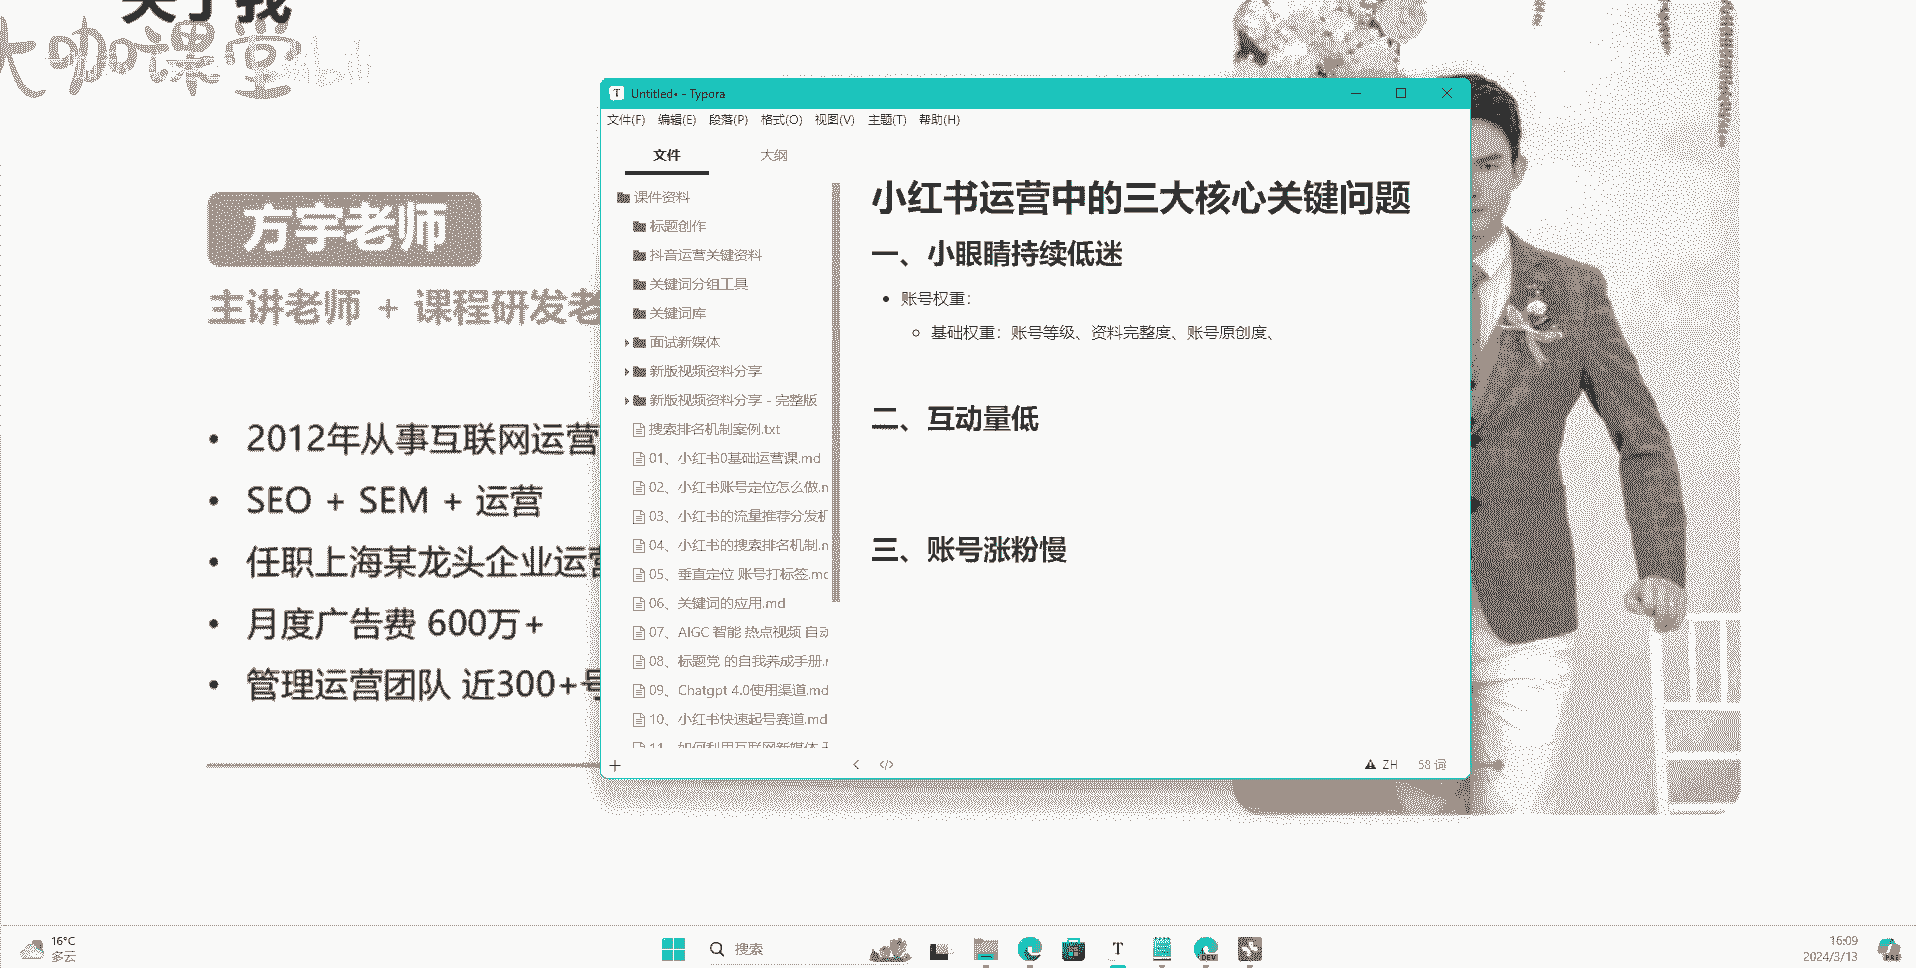 关于我
大咖课堂
bilibili
方宇老师
主讲老师 + 课程研发老
• 2012年从事互联网运营
• SEO + SEM + 运营
• 任职上海某龙头企业运营
• 月度广告费 600万+
• 管理运营团队 近300+号
Untitled• - Typora
文件(F) 编辑(E) 段落(P) 格式(O) 视图(V) 主题(T) 帮助(H)
文件 大纲
课件资料
标题创作
抖音运营关键资料
关键词分组工具
关键词库
面试新媒体
新版视频资料分享
新版视频资料分享 - 完整版
搜索排名机制案例.txt
01、小红书0基础运营课.md
02、小红书账号定位怎么做.m
03、小红书的流量推荐分发机
04、小红书的搜索排名机制.m
05、垂直定位 账号打标签.mc
06、关键词的应用.md
07、AIGC 智能 热点视频 自动
08、标题党 的自我养成手册.r
09、Chatgpt 4.0使用渠道.md
10、小红书快速起号赛道.md
11、如何利用互联网新媒体
小红书运营中的三大核心关键问题
一、小眼睛持续低迷
• 账号权重：
○ 基础权重：账号等级、资料完整度、账号原创度、
二、互动量低
三、账号涨粉慢
ZH 58 词
16°C
多云
搜索
16:09
2024/3/13